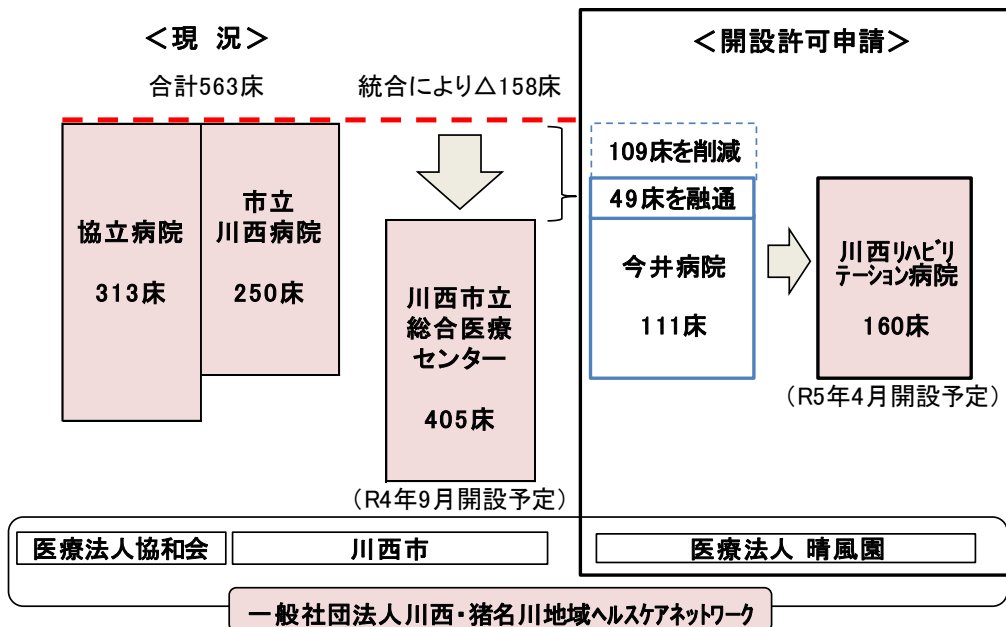 ＜現 況＞
合計563床
統合により△158床
＜開設許可申請＞
協立病院
313床
市立
川西病院
250床
川西市立
総合医療
センター
405床
（R4年9月開設予定）
109床を削減
49床を融通
今井病院
111床
川西リハビリ
テーション病院
160床
（R5年4月開設予定）
医療法人協和会
川西市
医療法人 晴風園
一般社団法人川西・猪名川地域ヘルスケアネットワーク